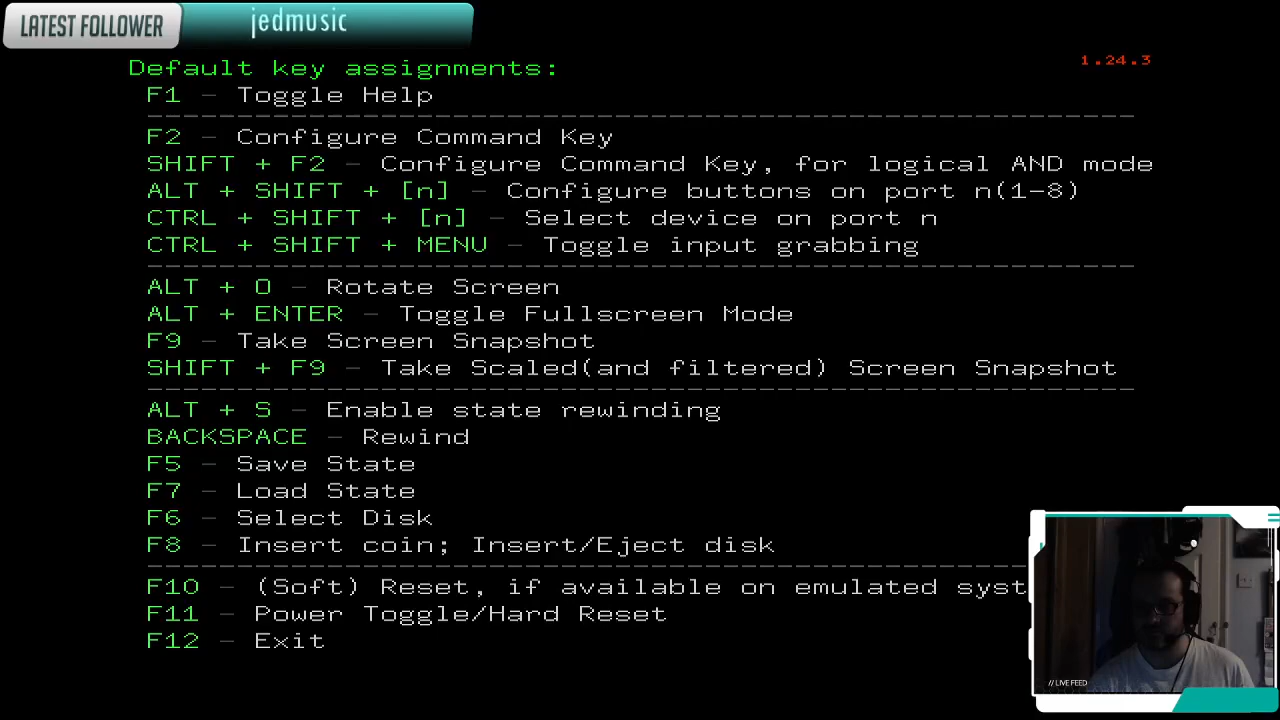 LATEST FOLLOWER
jedmusic
Default key assignments:
1.24.3
F1 - Toggle Help
F2 - Configure Command Key
SHIFT + F2 - Configure Command Key, for logical AND mode
ALT + SHIFT + [n] - Configure buttons on port n(1-8)
CTRL + SHIFT + [n] - Select device on port n
CTRL + SHIFT + MENU - Toggle input grabbing
ALT + O - Rotate Screen
ALT + ENTER - Toggle Fullscreen Mode
F9 - Take Screen Snapshot
SHIFT + F9 - Take Scaled(and filtered) Screen Snapshot
ALT + S - Enable state rewinding
BACKSPACE - Rewind
F5 - Save State
F7 - Load State
F6 - Select Disk
F8 - Insert coin; Insert/Eject disk
F10 - (Soft) Reset, if available on emulated syst
F11 - Power Toggle/Hard Reset
F12 - Exit
// LIVE FEED